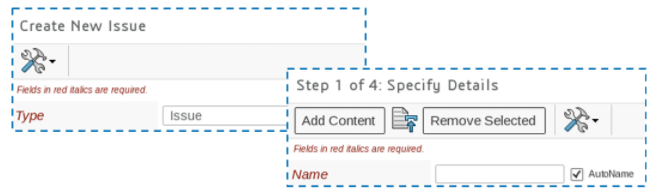 Create New Issue
Fields in red italics are required.
Type Issue
Step 1 of 4: Specify Details
Add Content Remove Selected
Fields in red italics are required.
Name AutoName